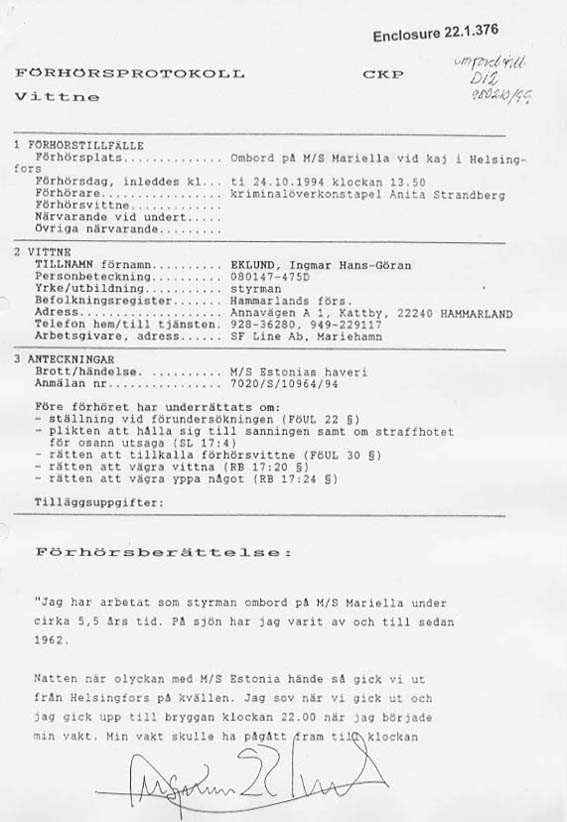 Enclosure 22.1.376
FÖRHÖRSPROTOKOLL CKP
D12
Vittne
1 FÖRHÖRSTILLFÄLLE
Förhörsplats............. Ombord på M/S Mariella vid kaj i Helsing-
fors
Förhörsdag, inleddes kl... ti 24.10.1994 klockan 13.50
Förhörare................ kriminalöverkonstapel Anita Strandberg
Förhörsvittne............
Närvarande vid undert.....
Övriga närvarande.........
2 VITTNE
TILLNAMN förnamn.......... EKLUND, Ingmar Hans-Göran
Personbeteckning.......... 080147-475D
Yrke/utbildning........... styrman
Befolkningsregister....... Hammarlands förs.
Adress.................... Annavägen A 1, Kattby, 22240 HAMMARLAND
Telefon hem/till tjänsten. 928-36280, 949-229117
Arbetsgivare, adress...... SF Line Ab, Mariehamn
3 ANTECKNINGAR
Brott/händelse. .......... M/S Estonias haveri
Anmälan nr................ 7020/S/10964/94
Före förhöret har underrättats om:
- ställning vid förundersökningen (FöUL 22 §)
- plikten att hålla sig till sanningen samt om straffhotet
för osann utsaga (SL 17:4)
- rätten att tillkalla förhörsvittne (FöUL 30 §)
- rätten att vägra vittna (RB 17:20 §)
- rätten att vägra yppa något (RB 17:24 §)
Tilläggsuppgifter:
Förhörsberättelse:
"Jag har arbetat som styrman ombord på M/S Mariella under
cirka 5,5 års tid. På sjön har jag varit av och till sedan
1962.
Natten när olyckan med M/S Estonia hände så gick vi ut
från Helsingfors på kvällen. Jag sov när vi gick ut och
jag gick upp till bryggan klockan 22.00 när jag började
min vakt. Min vakt skulle ha pågått fram till klockan